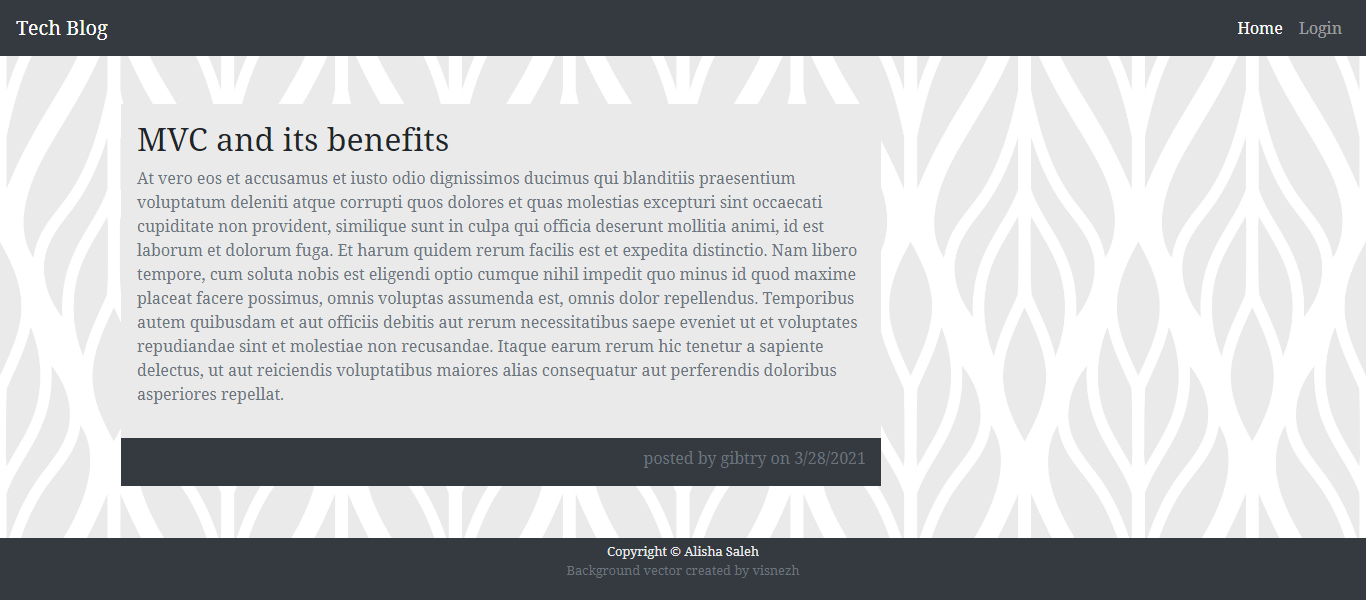 Tech Blog
Home Login
MVC and its benefits
At vero eos et accusamus et iusto odio dignissimos ducimus qui blanditiis praesentium
voluptatum deleniti atque corrupti quos dolores et quas molestias excepturi sint occaecati
cupiditate non provident, similique sunt in culpa qui officia deserunt mollitia animi, id est
laborum et dolorum fuga. Et harum quidem rerum facilis est et expedita distinctio. Nam libero
tempore, cum soluta nobis est eligendi optio cumque nihil impedit quo minus id quod maxime
placeat facere possimus, omnis voluptas assumenda est, omnis dolor repellendus. Temporibus
autem quibusdam et aut officiis debitis aut rerum necessitatibus saepe eveniet ut et voluptates
repudiandae sint et molestiae non recusandae. Itaque earum rerum hic tenetur a sapiente
delectus, ut aut reiciendis voluptatibus maiores alias consequatur aut perferendis doloribus
asperiores repellat.
posted by gibtry on 3/28/2021
Copyright © Alisha Saleh
Background vector created by visnezh